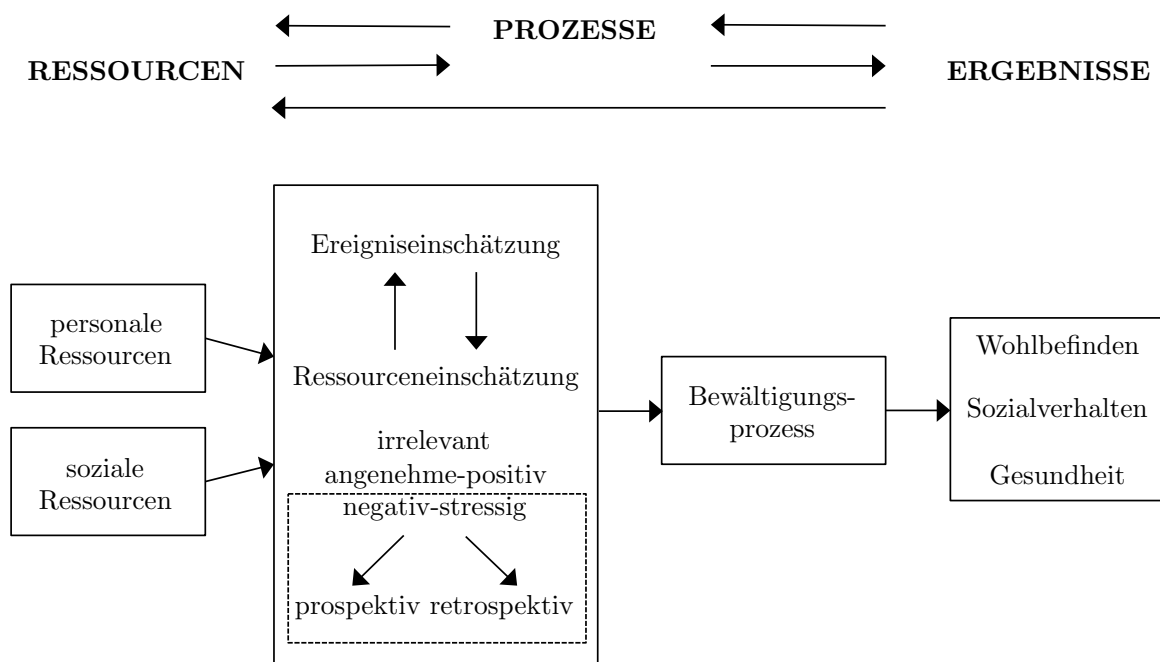 PROZESSE
RESSOURCEN
ERGEBNISSE
personale
Ressourcen
soziale
Ressourcen
Ereigniseinschätzung
Ressourceneinschätzung
irrelevant
angenehme-positiv
negativ-stressig
prospektiv retrospektiv
Bewältigungs-
prozess
Wohlbefinden
Sozialverhalten
Gesundheit